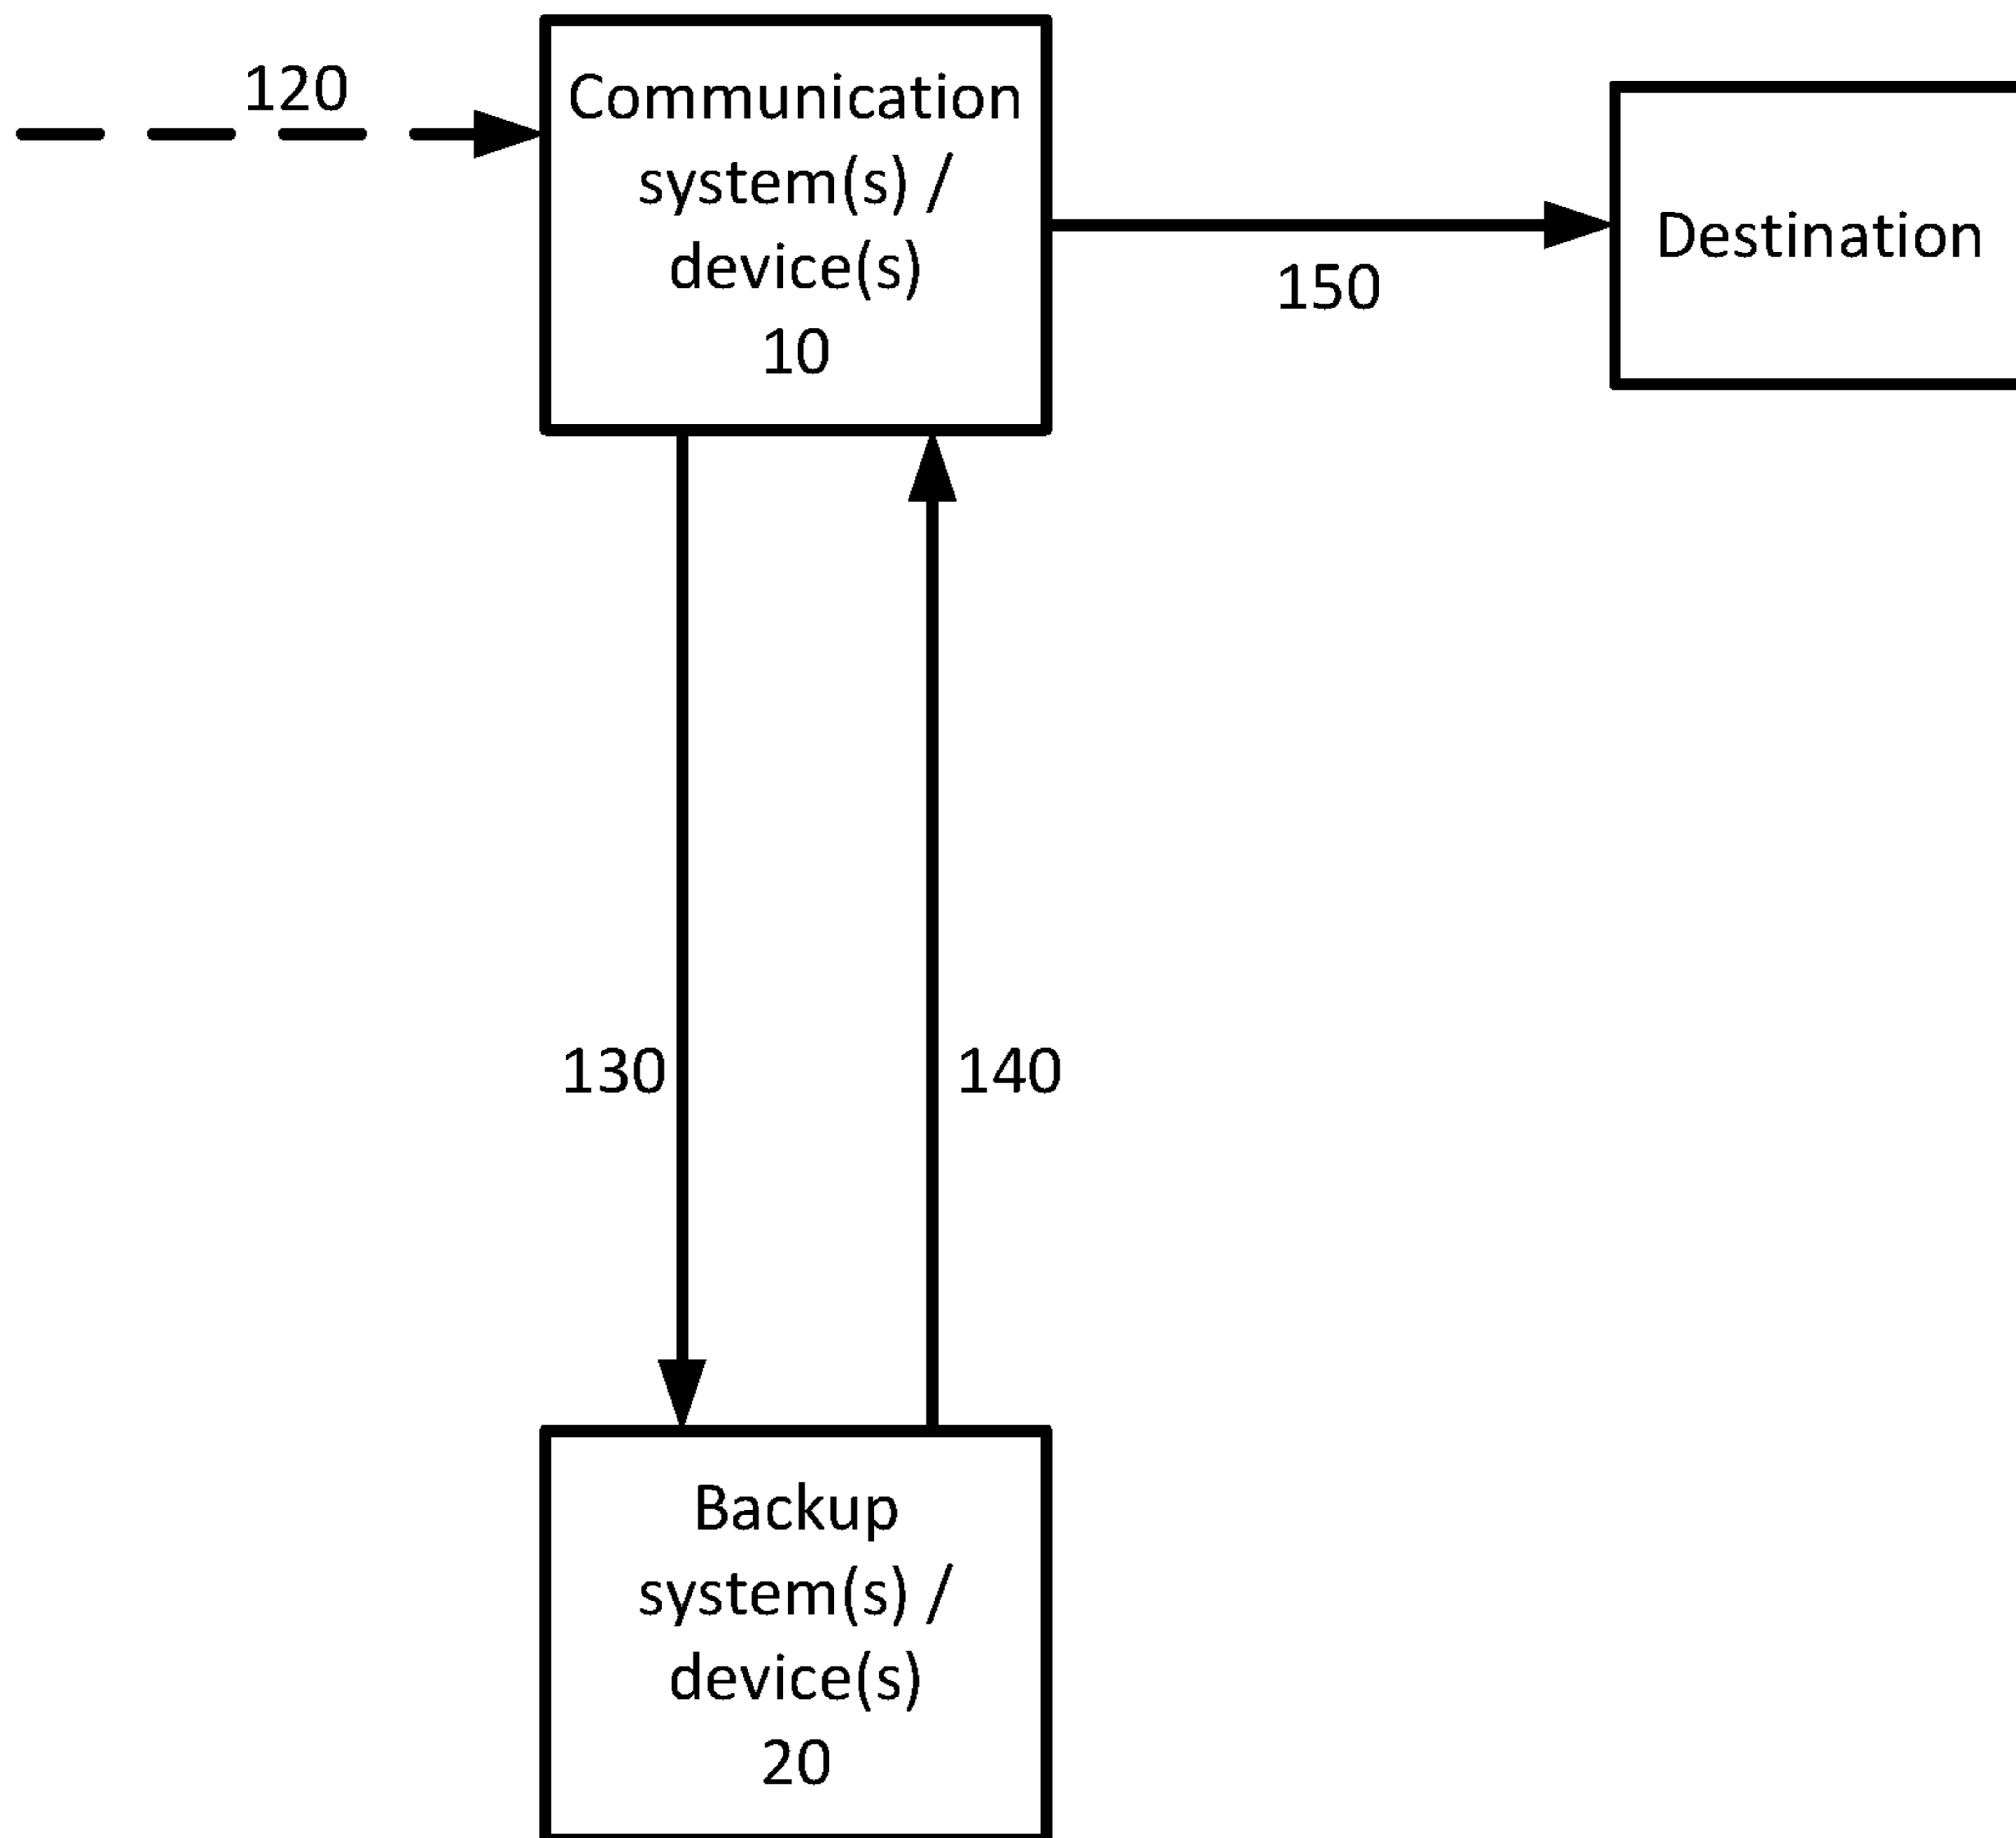 120
Communication
system(s) /
device(s)
10
150
Destination
130
140
Backup
system(s) /
device(s)
20